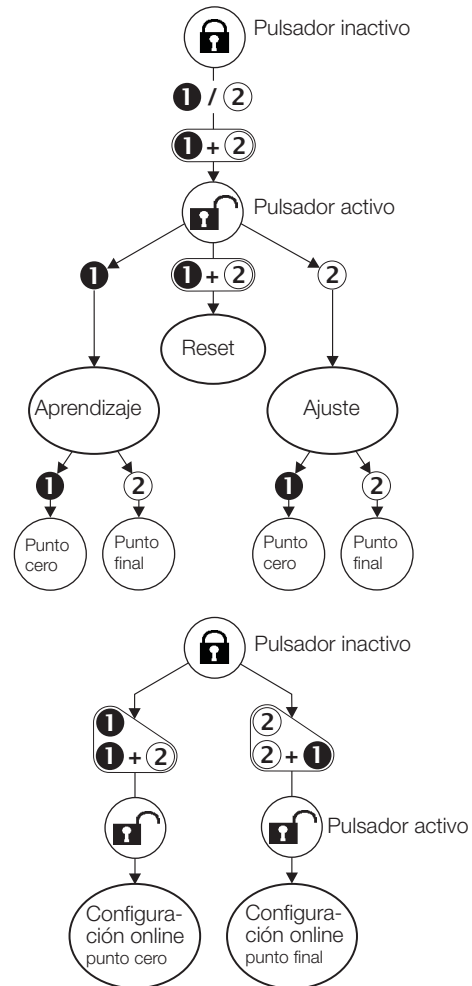 Pulsador inactivo
1 / 2
1 + 2
Pulsador activo
1
1 + 2
2
Reset
Aprendizaje
Ajuste
1
2
1
2
Punto
cero
Punto
final
Punto
cero
Punto
final
Pulsador inactivo
1
1 + 2
2
2 + 1
Pulsador activo
Configura-
ción online
punto cero
Configura-
ción online
punto final